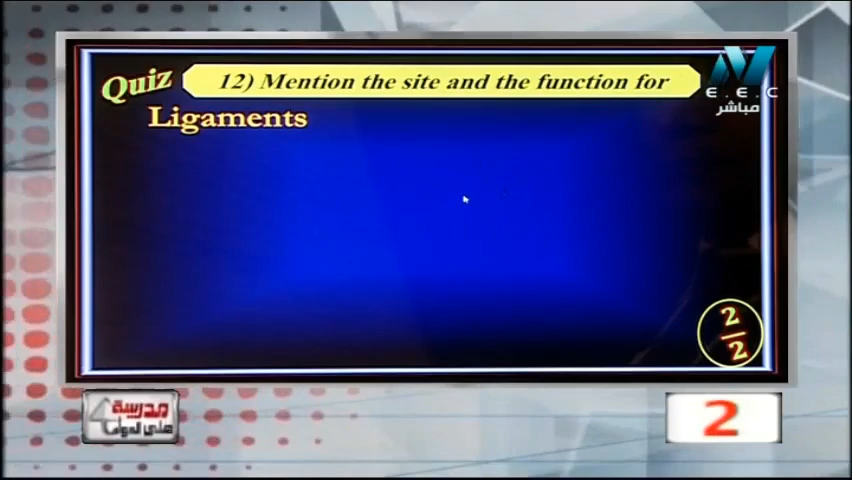 Quiz
12) Mention the site and the function for
E.E.C
مباشر
Ligaments
2
2
مدرسة
على الهواء
2